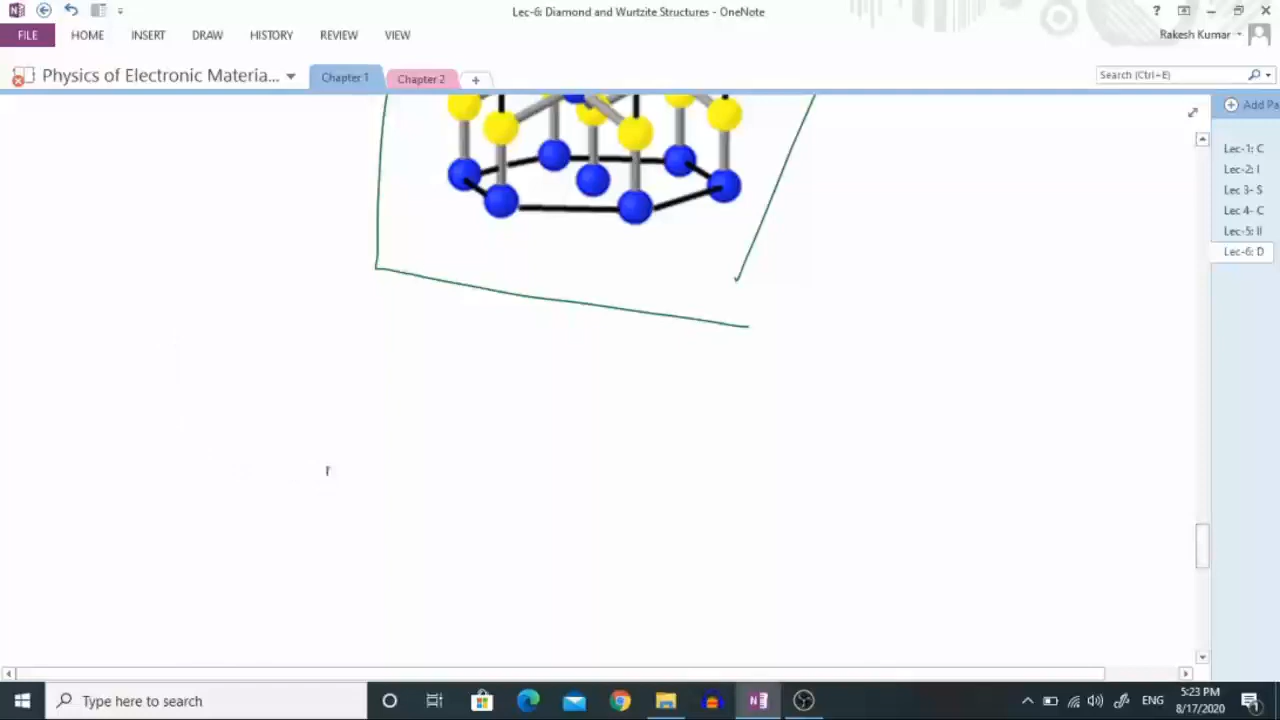 Lec-6: Diamond and Wurtzite Structures - OneNote
FILE HOME INSERT DRAW HISTORY REVIEW VIEW
Rakesh Kumar
Physics of Electronic Materia... Chapter 1 Chapter 2
Search (Ctrl+E)
Add Pa
Lec-1: C
Lec-2: I
Lec 3- S
Lec 4- C
Lec-5: II
Lec-6: D
Type here to search
ENG
5:23 PM
8/17/2020